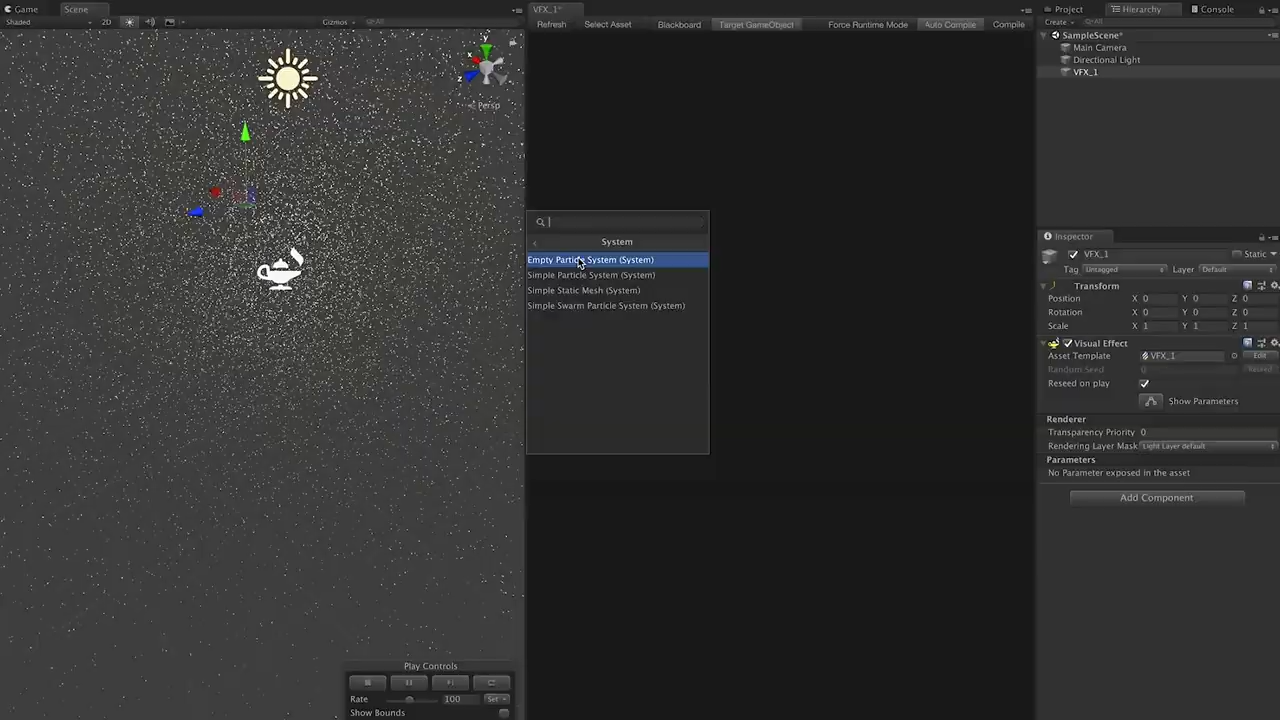 Game
Scene
Shaded
2D
Gizmos
All
y
x
z
Persp
Play Controls
Rate
100
Set
Show Bounds
VFX_1*
Refresh
Select Asset
Blackboard
Target GameObject
Force Runtime Mode
Auto Compile
Compile
System
Empty Particle System (System)
Simple Particle System (System)
Simple Static Mesh (System)
Simple Swarm Particle System (System)
Project
Hierarchy
Console
Create
All
SampleScene*
Main Camera
Directional Light
VFX_1
Inspector
VFX_1
Static
Tag Untagged
Layer Default
Transform
Position X 0 Y 0 Z 0
Rotation X 0 Y 0 Z 0
Scale X 1 Y 1 Z 1
Visual Effect
Asset Template VFX_1 Edit
Random Seed 0 Reseed
Reseed on play
Show Parameters
Renderer
Transparency Priority 0
Rendering Layer Mask Light Layer default
Parameters
No Parameter exposed in the asset
Add Component